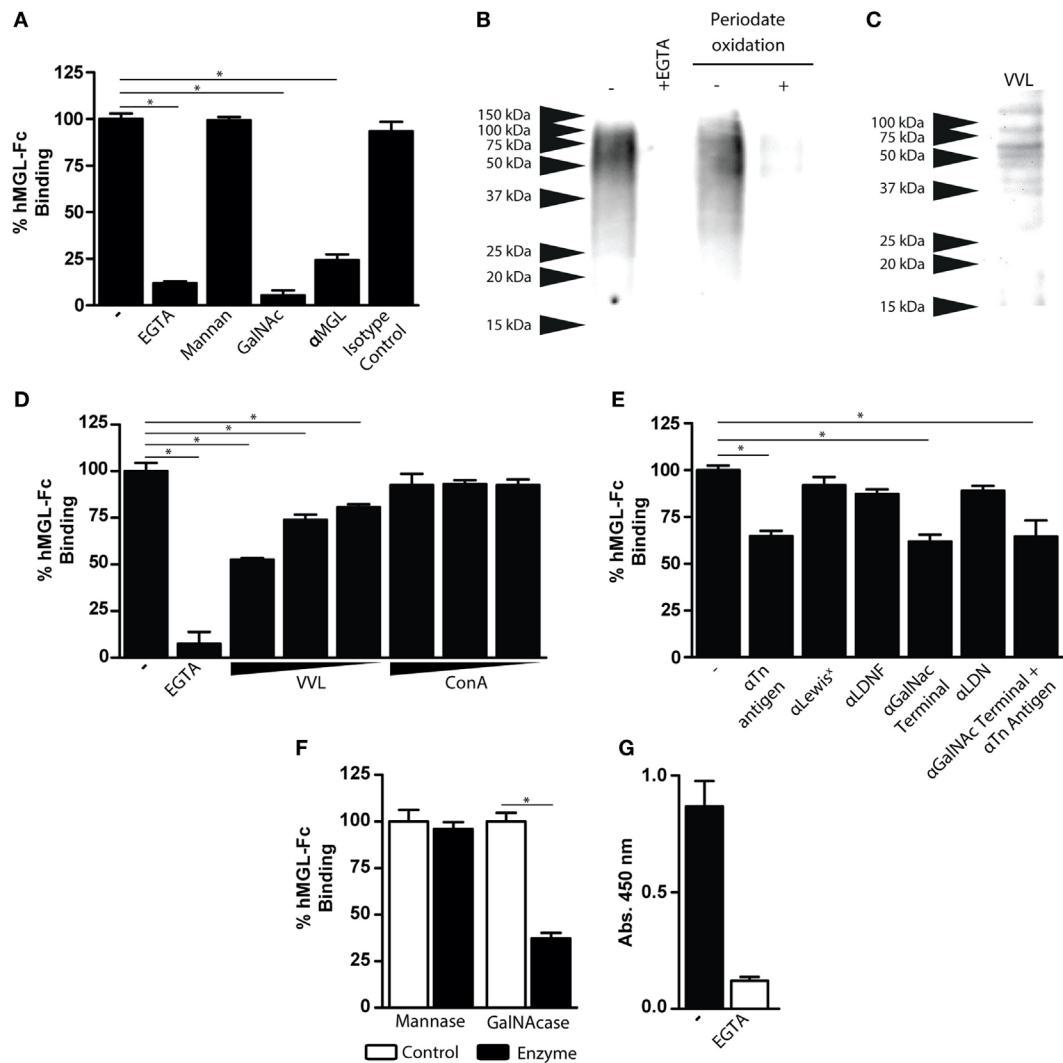 A
% hMGL-Fc
Binding
125
100
75
50
25
0
*
*
*
-
EGTA
Mannan
GalNAc
αMGL
Isotype
Control
B
-
+EGTA
Periodate
oxidation
-
+
150 kDa
100 kDa
75 kDa
50 kDa
37 kDa
25 kDa
20 kDa
15 kDa
C
VVL
100 kDa
75 kDa
50 kDa
37 kDa
25 kDa
20 kDa
15 kDa
D
% hMGL-Fc
Binding
125
100
75
50
25
0
*
*
*
*
-
EGTA
VVL
ConA
E
% hMGL-Fc
Binding
125
100
75
50
25
0
*
*
*
-
αTn
antigen
αLewisˣ
αLDNF
αGalNac
Terminal
αLDN
αGalNAc Terminal +
αTn Antigen
F
% hMGL-Fc
Binding
125
100
75
50
25
0
*
Mannase
GalNAcase
Control
Enzyme
G
Abs. 450 nm
1.0
0.5
0.0
-
EGTA